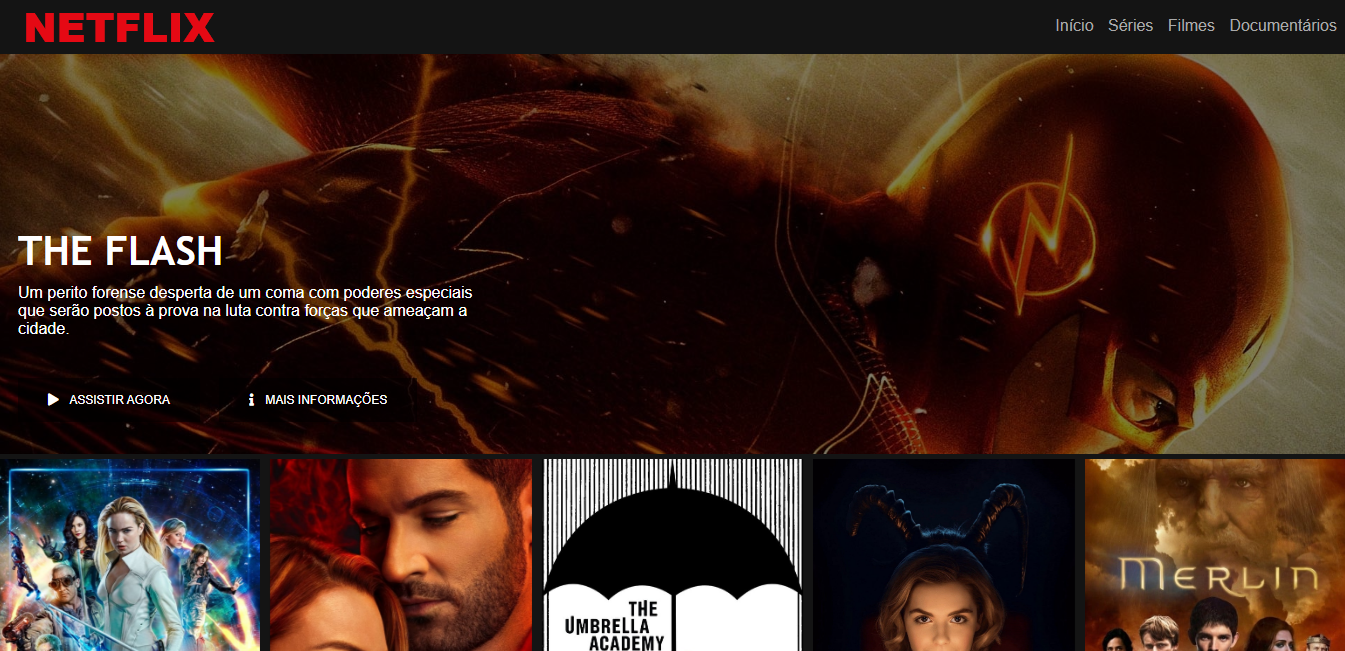 NETFLIX
Início Séries Filmes Documentários
THE FLASH
Um perito forense desperta de um coma com poderes especiais
que serão postos à prova na luta contra forças que ameaçam a
cidade.
ASSISTIR AGORA MAIS INFORMAÇÕES
THE
UMBRELLA
ACADEMY
MERLIN